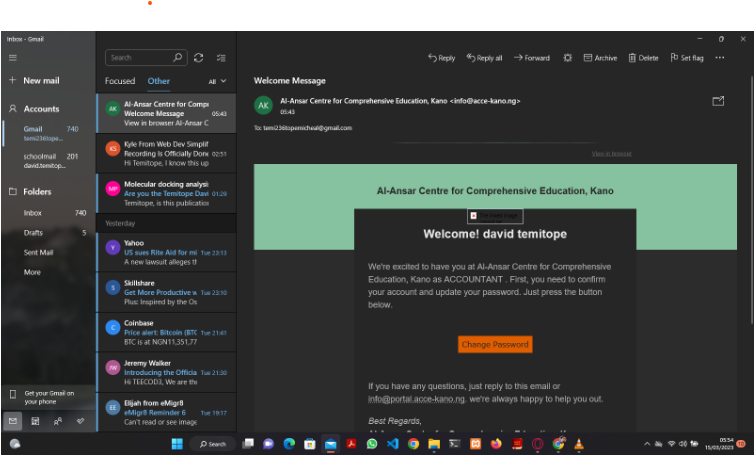 Inbox - Gmail
Search
Reply
Reply all
Forward
Archive
Delete
Set flag
New mail
Focused
Other
All
Welcome Message
Accounts
Gmail 740
temi236tope...
schoolmail 201
david.temitop...
Folders
Inbox 740
Drafts 5
Sent Mail
More
Get your Gmail on
your phone
AK
Al-Ansar Centre for Compr
Welcome Message 05:43
View in browser Al-Ansar C
KS
Kyle From Web Dev Simplif
Recording Is Officially Done 02:51
Hi Temitope, I know this up
MP
Molecular docking analysi
Are you the Temitope Davi 01:29
Temitope, is this publication
Yesterday
Y
Yahoo
US sues Rite Aid for mi Tue 23:13
A new lawsuit alleges th
S
Skillshare
Get More Productive w Tue 23:10
Plus: Inspired by the Os
C
Coinbase
Price alert: Bitcoin (BTC Tue 21:41
BTC is at NGN11,351,77
JW
Jeremy Walker
Introducing the Officia Tue 21:30
Hi TEECOD3, We are the
EE
Elijah from eMigr8
eMigr8 Reminder 6 Tue 19:17
Can't read or see image
AK
Al-Ansar Centre for Comprehensive Education, Kano <info@acce-kano.ng>
05:43
To: temi236topemicheal@gmail.com
View in browser
Al-Ansar Centre for Comprehensive Education, Kano
Welcome! david temitope
We're excited to have you at Al-Ansar Centre for Comprehensive
Education, Kano as ACCOUNTANT . First, you need to confirm
your account and update your password. Just press the button
below.
Change Password
If you have any questions, just reply to this email or
info@portal.acce-kano.ng. we're always happy to help you out.
Best Regards,
Search
05:54
15/03/2023